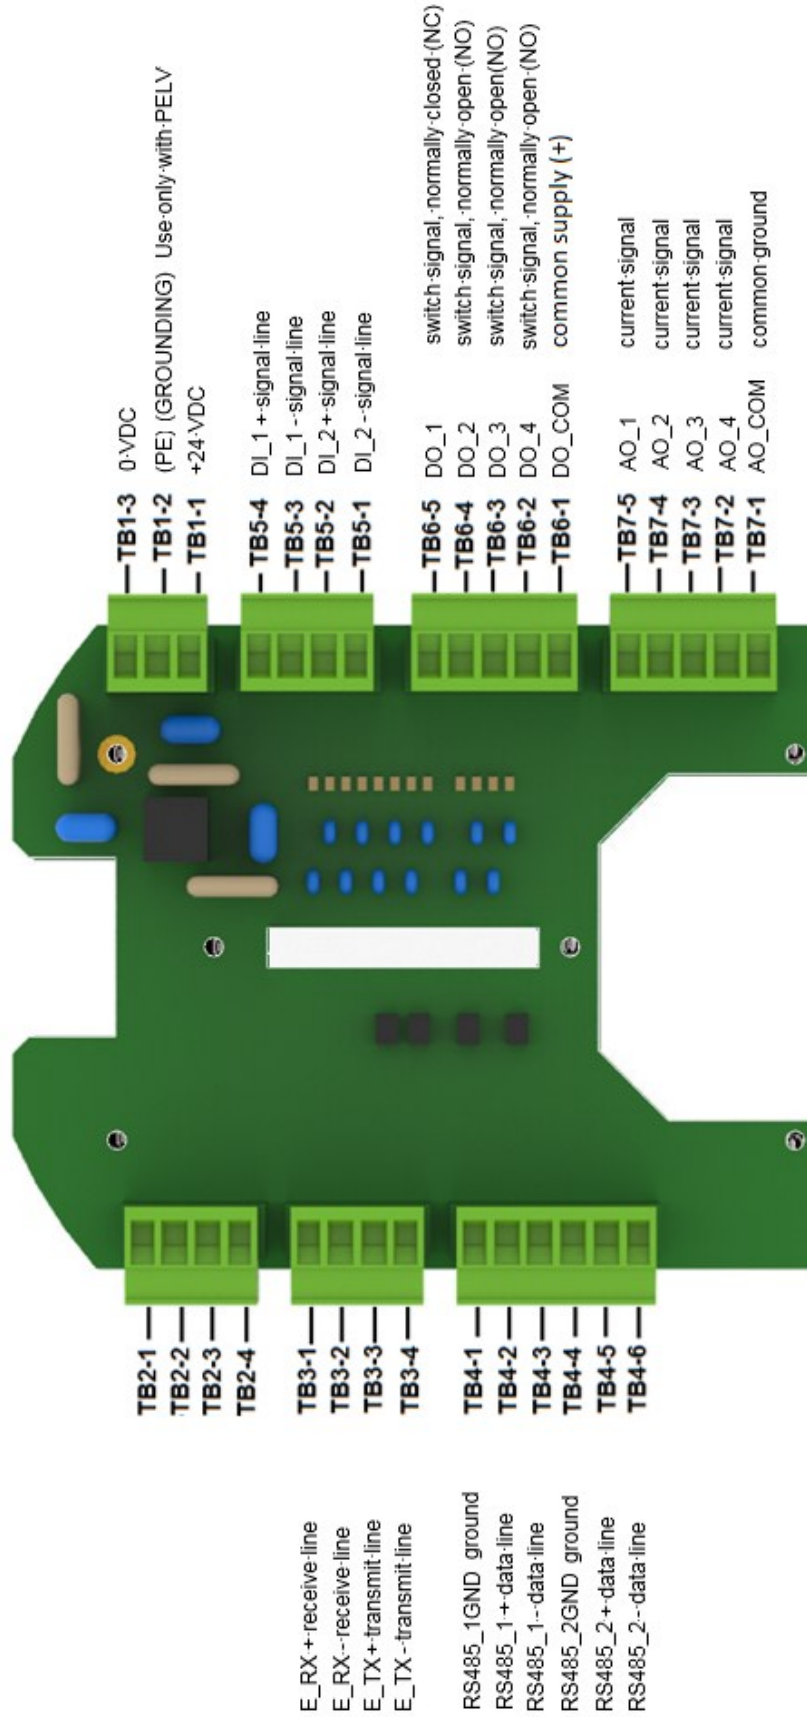 TB1-3 0·VDC
TB1-2 (PE) (GROUNDING) Use·only·with·PELV
TB1-1 +24·VDC
TB5-4 DI_1 +·signal·line
TB5-3 DI_1 -·signal·line
TB5-2 DI_2 +·signal·line
TB5-1 DI_2 -·signal·line
TB6-5 DO_1 switch·signal,·normally·closed·(NC)
TB6-4 DO_2 switch·signal,·normally·open·(NO)
TB6-3 DO_3 switch·signal,·normally·open(NO)
TB6-2 DO_4 switch·signal,·normally·open·(NO)
TB6-1 DO_COM common supply (+)
TB7-5 AO_1 current·signal
TB7-4 AO_2 current·signal
TB7-3 AO_3 current·signal
TB7-2 AO_4 current·signal
TB7-1 AO_COM common·ground
TB2-1
TB2-2
TB2-3
TB2-4
E_RX·+·receive·line TB3-1
E_RX·-·receive·line TB3-2
E_TX·+·transmit·line TB3-3
E_TX·-·transmit·line TB3-4
RS485_1GND ground TB4-1
RS485_1·+·data·line TB4-2
RS485_1·-·data·line TB4-3
RS485_2GND ground TB4-4
RS485_2·+·data·line TB4-5
RS485_2·-·data·line TB4-6